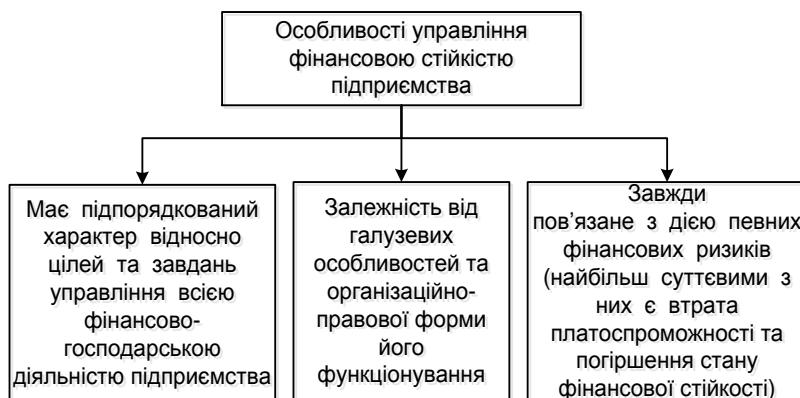 Особливості управління
фінансовою стійкістю
підприємства
Має підпорядкований
характер відносно
цілей та завдань
управління всією
фінансово-
господарською
діяльністю підприємства
Залежність від
галузевих
особливостей та
організаційно-
правової форми
його
функціонування
Завжди
пов’язане з дією певних
фінансових ризиків
(найбільш суттєвими з
них є втрата
платоспроможності та
погіршення стану
фінансової стійкості)